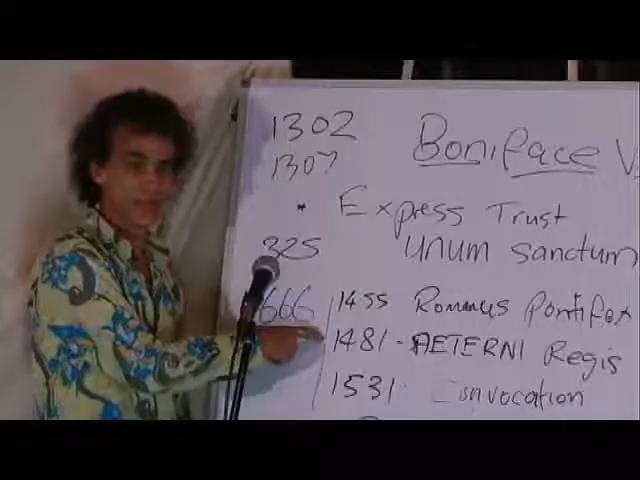 1302 Boniface V
1307
* Express Trust
325 unum sanctum
666 1455 Romanus Pontifex
1481 - AETERNI Regis
1531 Convocation